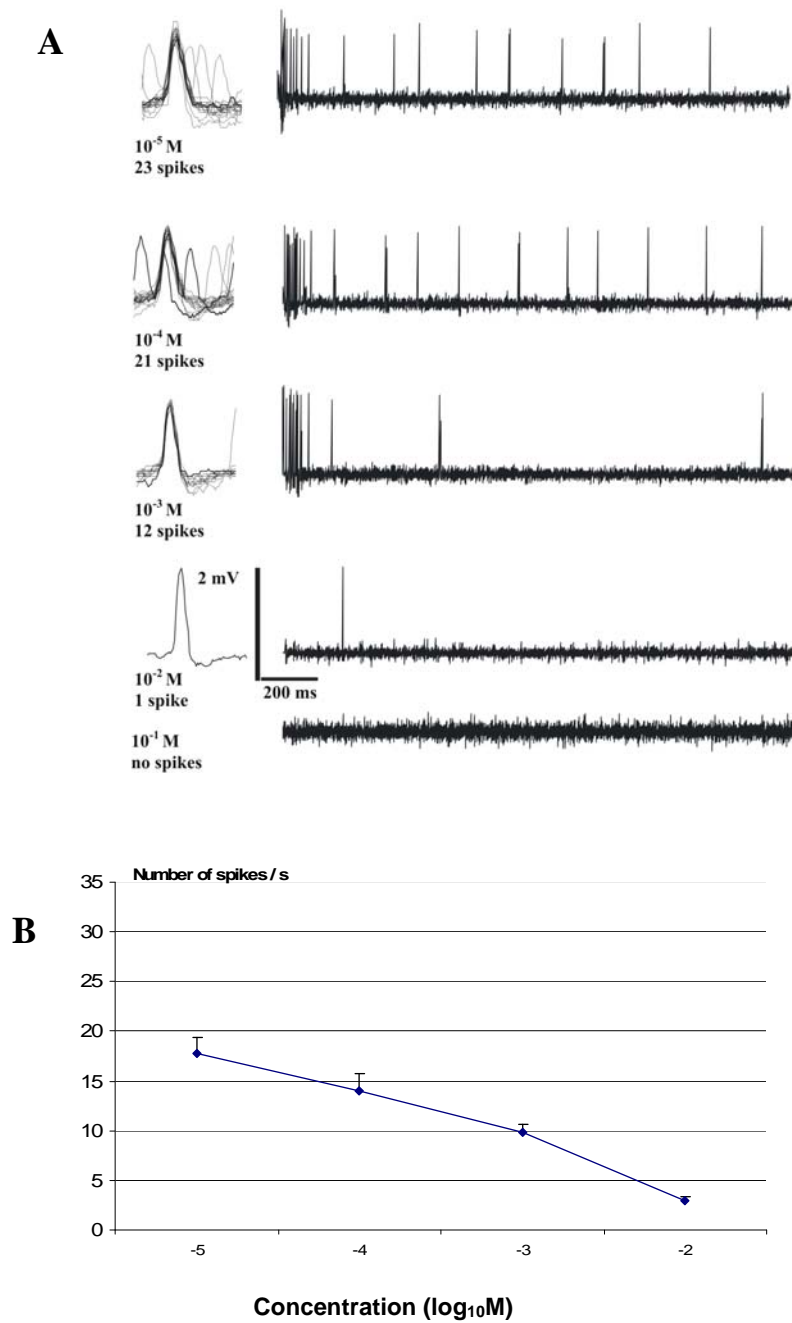 A
10⁻⁵ M
23 spikes
10⁻⁴ M
21 spikes
10⁻³ M
12 spikes
2 mV
10⁻² M
1 spike
200 ms
10⁻¹ M
no spikes
B
Number of spikes / s
35
30
25
20
15
10
5
0
-5 -4 -3 -2
Concentration (log₁₀M)